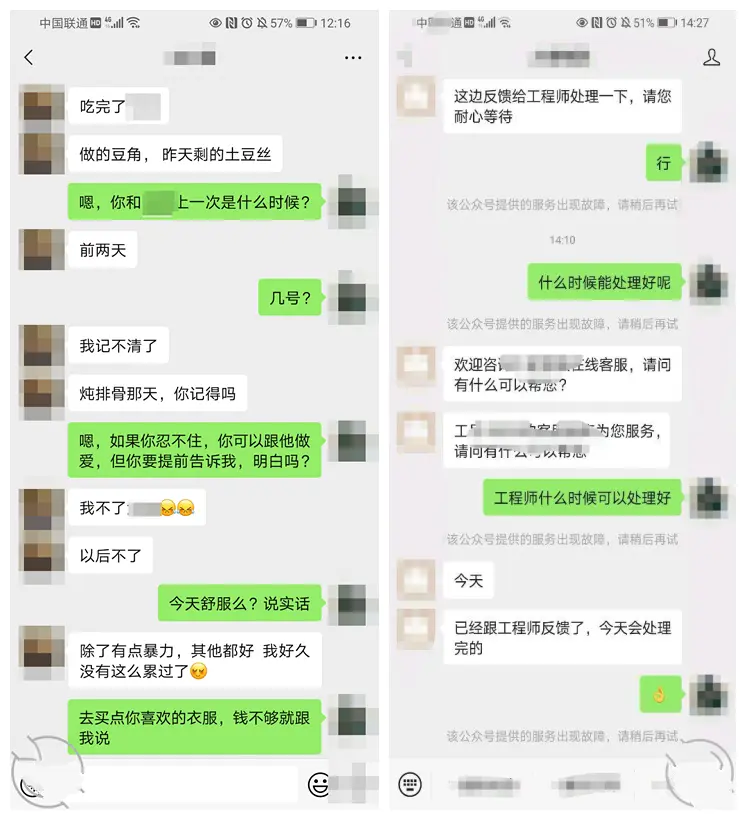 中国联通HD 4G 57% 12:16
吃完了
做的豆角，昨天剩的土豆丝
嗯，你和 上一次是什么时候？
前两天
几号？
我记不清了
炖排骨那天，你记得吗
嗯，如果你忍不住，你可以跟他做
爱，但你要提前告诉我，明白吗？
我不了
以后不了
今天舒服么？说实话
除了有点暴力，其他都好 我好久
没有这么累过了
去买点你喜欢的衣服，钱不够就跟
我说
中国 联通HD 4G 51% 14:27
这边反馈给工程师处理一下，请您
耐心等待
行
该公众号提供的服务出现故障，请稍后再试
14:10
什么时候能处理好呢
该公众号提供的服务出现故障，请稍后再试
欢迎咨 在线客服，请问
有什么可以帮您？
工 为您服务，
请问有什么可以帮您
工程师什么时候可以处理好
该公众号提供的服务出现故障，请稍后再试
今天
已经跟工程师反馈了，今天会处理
完的
该公众号提供的服务出现故障，请稍后再试